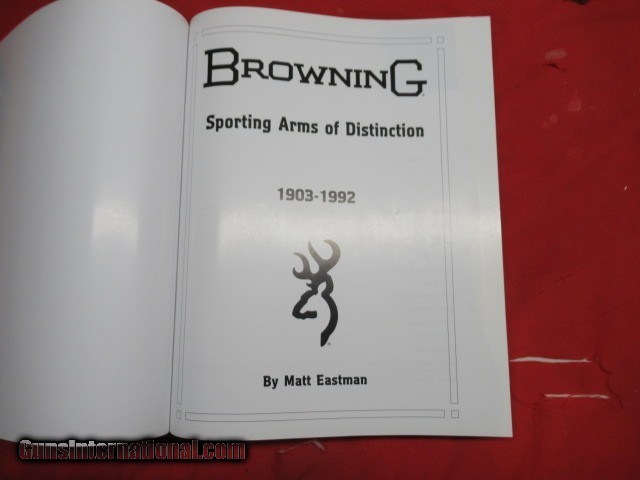 BROWNING
Sporting Arms of Distinction
1903-1992
By Matt Eastman
GunsInternational.com